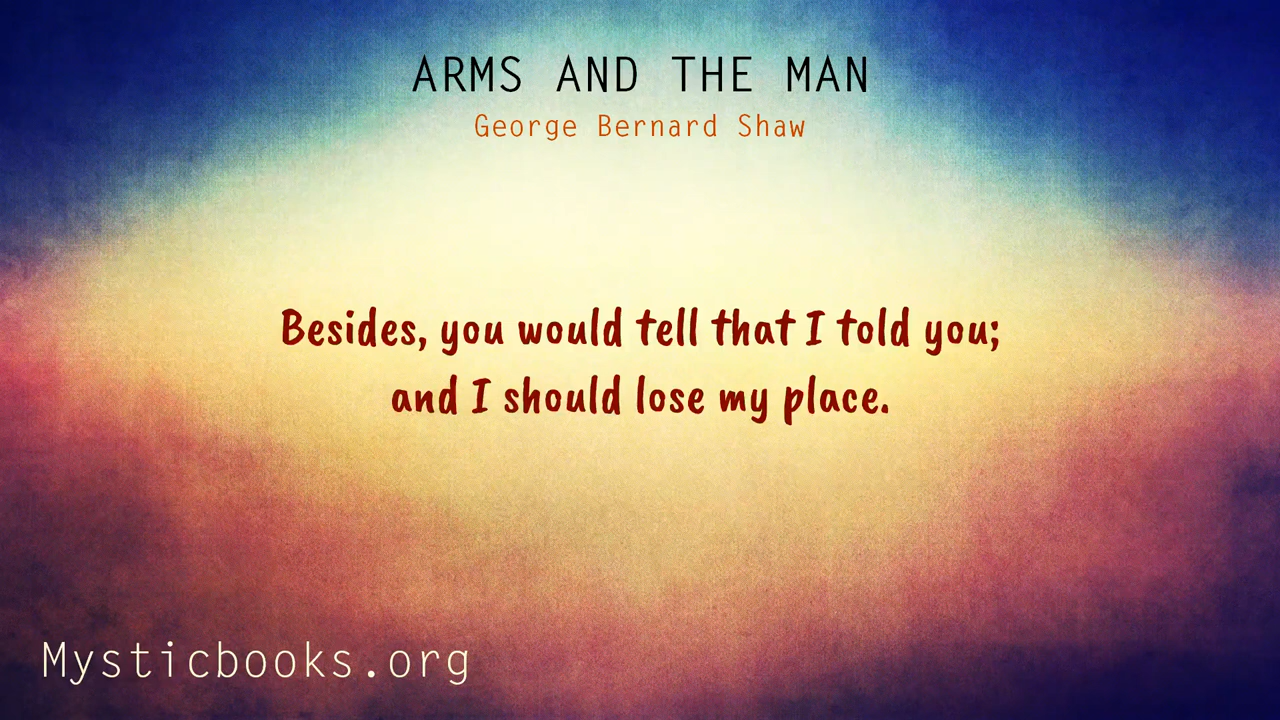 ARMS AND THE MAN
George Bernard Shaw
Besides, you would tell that I told you;
and I should lose my place.
Mysticbooks.org